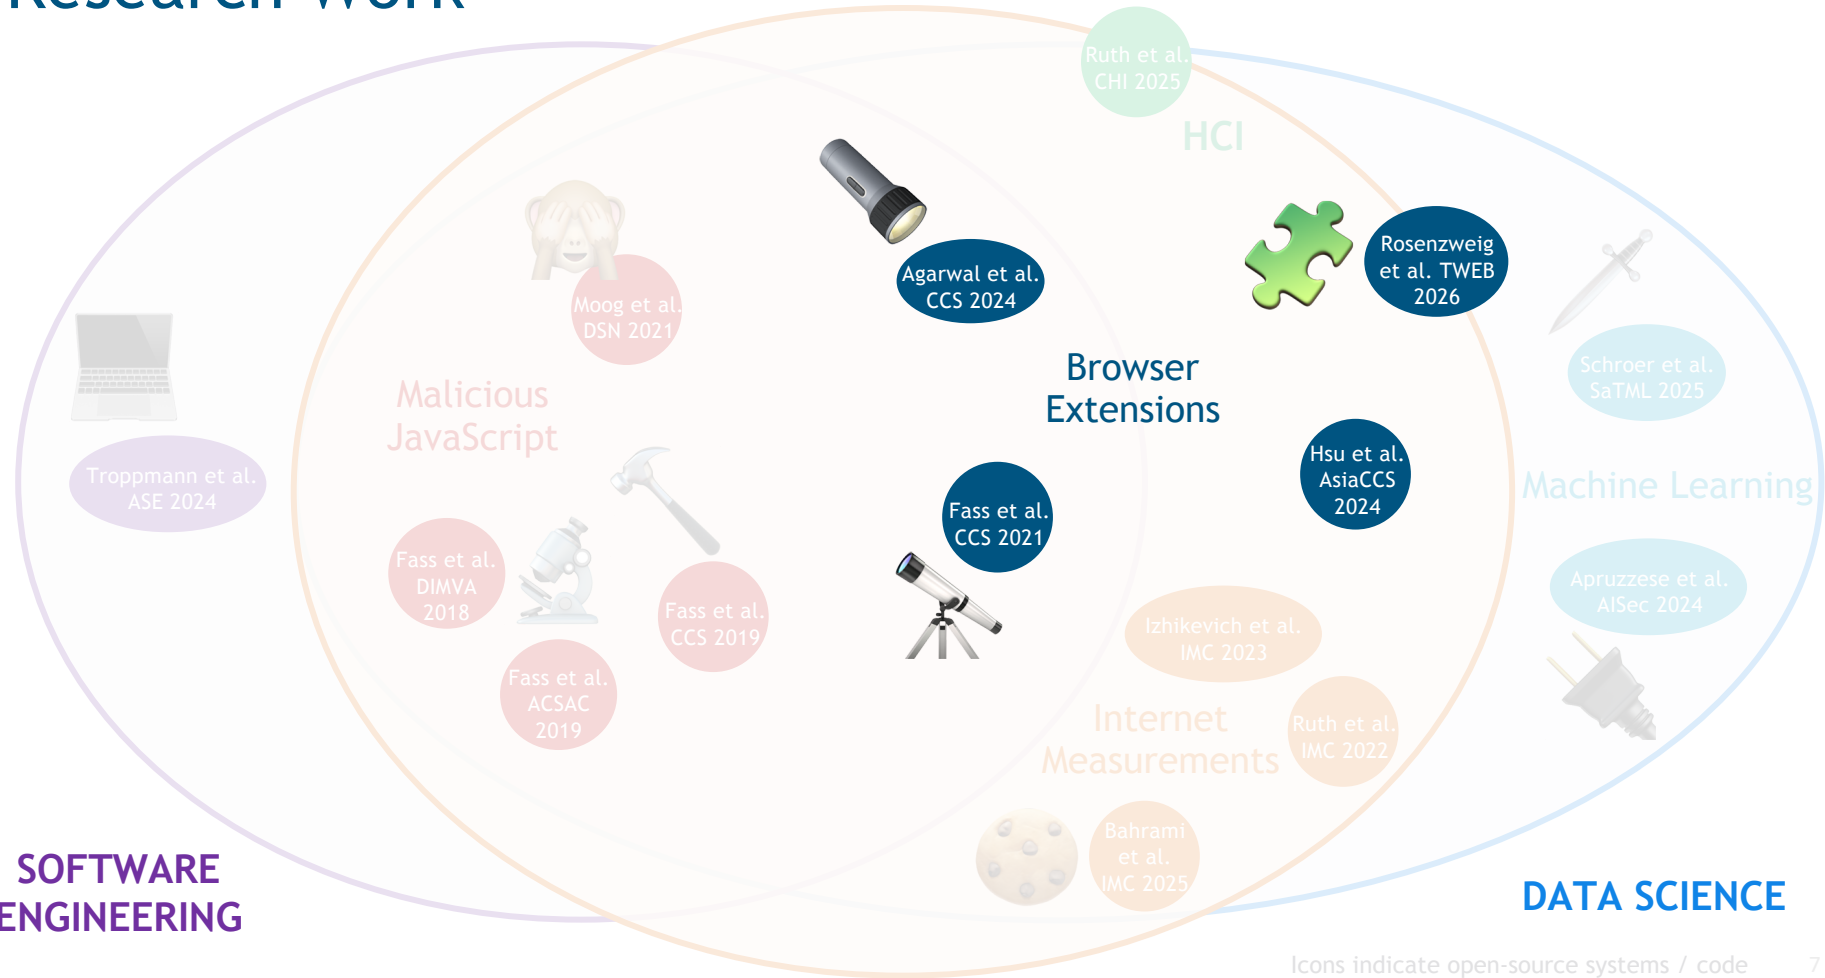 Research Work
Ruth et al.
CHI 2025
HCI
Rosenzweig
et al. TWEB
2026
Agarwal et al.
CCS 2024
Moog et al.
DSN 2021
Schroer et al.
SaTML 2025
Browser
Extensions
Malicious
JavaScript
Troppmann et al.
ASE 2024
Hsu et al.
AsiaCCS
2024
Machine Learning
Fass et al.
CCS 2021
Fass et al.
DIMVA
2018
Fass et al.
CCS 2019
Apruzzese et al.
AISec 2024
Izhikevich et al.
IMC 2023
Fass et al.
ACSAC
2019
Internet
Measurements
Ruth et al.
IMC 2022
Bahrami
et al.
IMC 2025
SOFTWARE
ENGINEERING
DATA SCIENCE
Icons indicate open-source systems / code
7